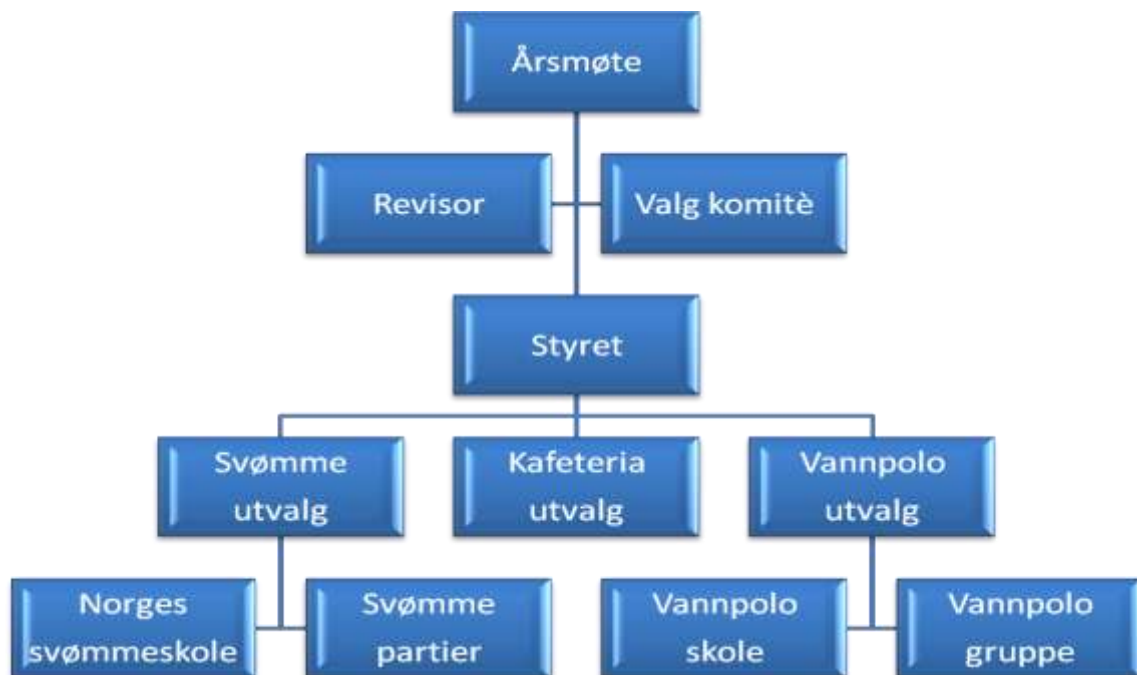 Årsmøte
Revisor
Valg komitè
Styret
Svømme
utvalg
Kafeteria
utvalg
Vannpolo
utvalg
Norges
svømmeskole
Svømme
partier
Vannpolo
skole
Vannpolo
gruppe